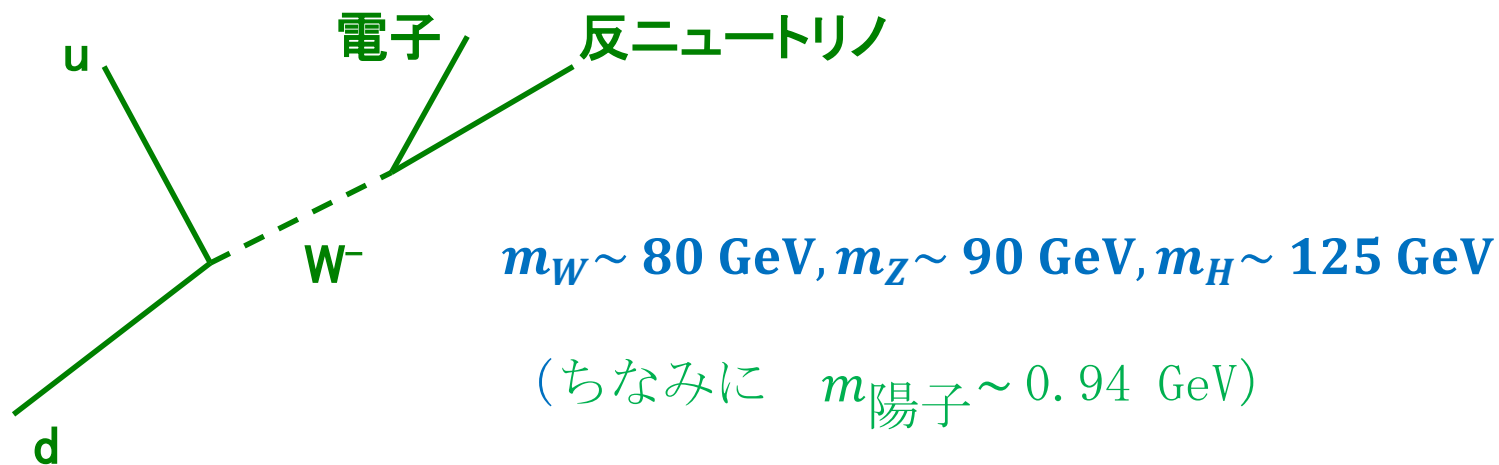 電子 反ニュートリノ
u
W⁻ m_W~ 80 GeV, m_Z~ 90 GeV, m_H~ 125 GeV
(ちなみに m_陽子~0.94 GeV)
d